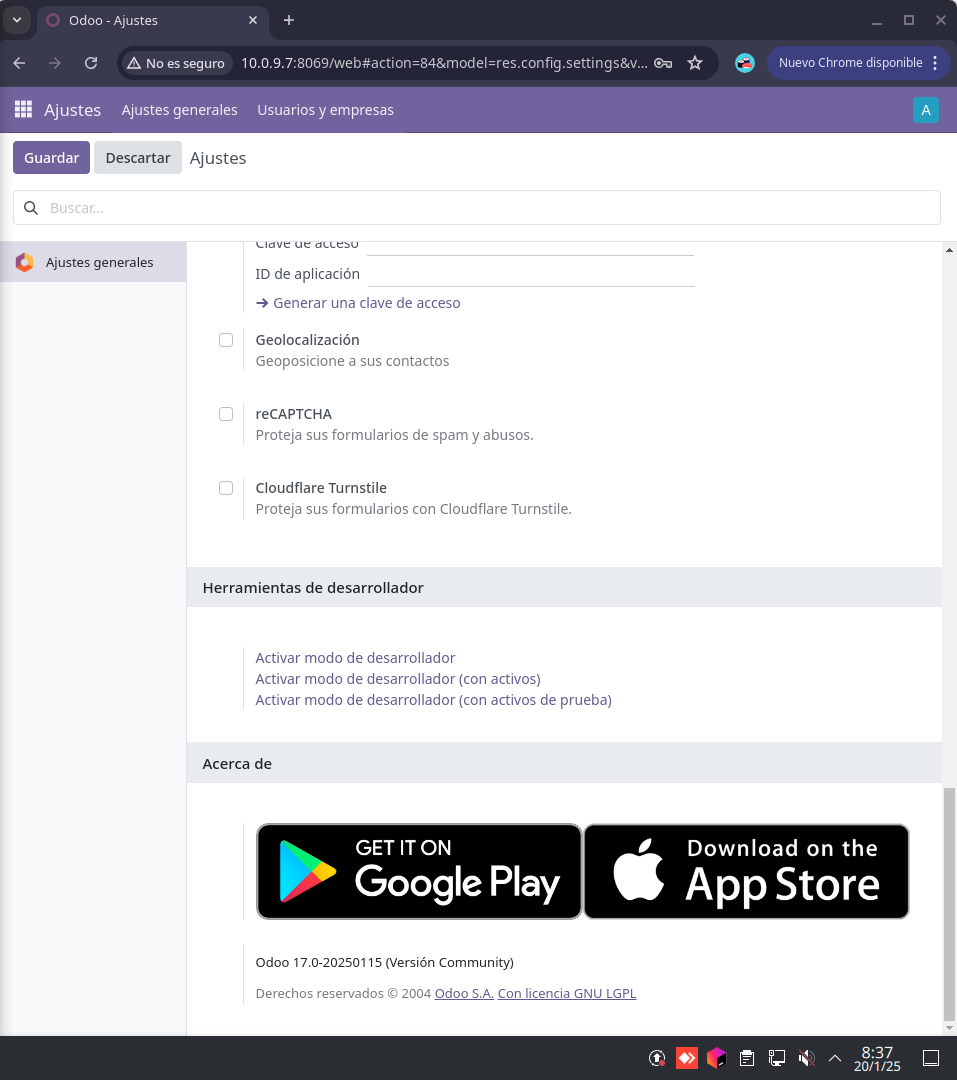 Odoo - Ajustes
No es seguro
10.0.9.7:8069/web#action=84&model=res.config.settings&v...
Nuevo Chrome disponible
Ajustes
Ajustes generales
Usuarios y empresas
A
Guardar
Descartar
Ajustes
Buscar...
Ajustes generales
Clave de acceso
ID de aplicación
Generar una clave de acceso
Geolocalización
Geoposicione a sus contactos
reCAPTCHA
Proteja sus formularios de spam y abusos.
Cloudflare Turnstile
Proteja sus formularios con Cloudflare Turnstile.
Herramientas de desarrollador
Activar modo de desarrollador
Activar modo de desarrollador (con activos)
Activar modo de desarrollador (con activos de prueba)
Acerca de
GET IT ON
Google Play
Download on the
App Store
Odoo 17.0-20250115 (Versión Community)
Derechos reservados © 2004 Odoo S.A. Con licencia GNU LGPL
8:37
20/1/25